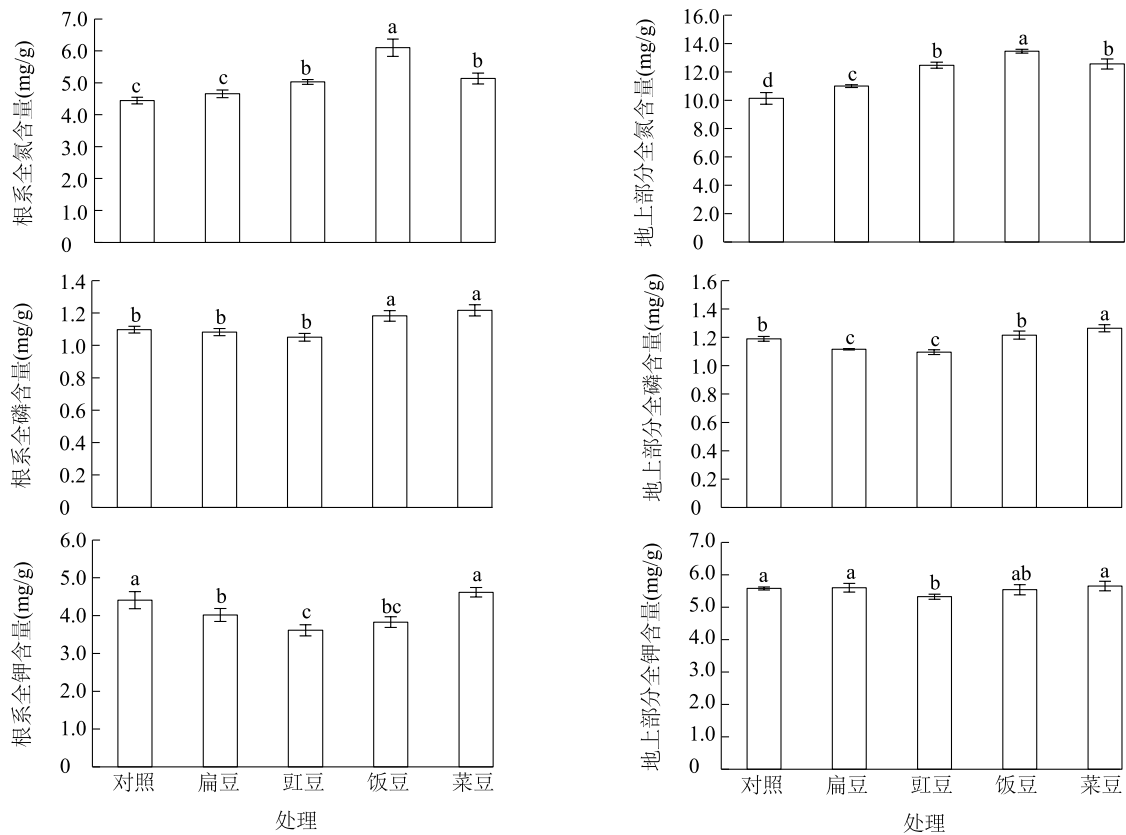 根系全氮含量(mg/g)
7.0
6.0
5.0
4.0
3.0
2.0
1.0
0
c
c
b
a
b
地上部分全氮含量(mg/g)
16.0
14.0
12.0
10.0
8.0
6.0
4.0
2.0
0
d
c
b
a
b
根系全磷含量(mg/g)
1.4
1.2
1.0
0.8
0.6
0.4
0.2
0
b
b
b
a
a
地上部分全磷含量(mg/g)
1.6
1.4
1.2
1.0
0.8
0.6
0.4
0.2
0
b
c
c
b
a
根系全钾含量(mg/g)
6.0
5.0
4.0
3.0
2.0
1.0
0
a
b
c
bc
a
对照 扁豆 豇豆 饭豆 菜豆
处理
地上部分全钾含量(mg/g)
7.0
6.0
5.0
4.0
3.0
2.0
1.0
0
a
a
b
ab
a
对照 扁豆 豇豆 饭豆 菜豆
处理